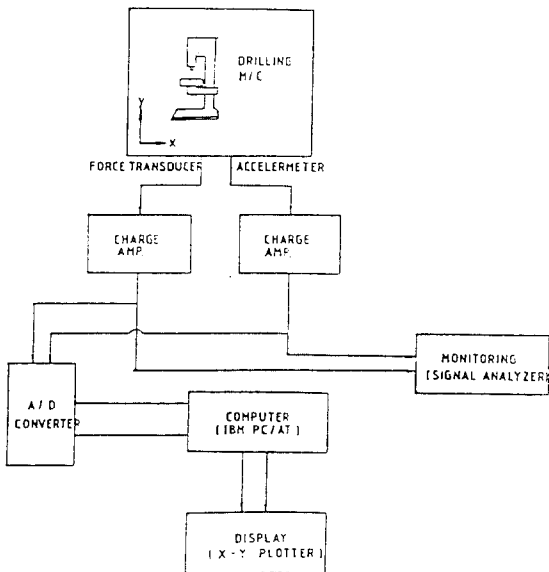 DRILLING
M/C
Y
X
FORCE TRANSDUCER
ACCELERMETER
CHARGE
AMP.
CHARGE
AMP.
MONITORING
(SIGNAL ANALYZER)
A/D
CONVERTER
COMPUTER
(IBM PC/AT)
DISPLAY
(X-Y PLOTTER)